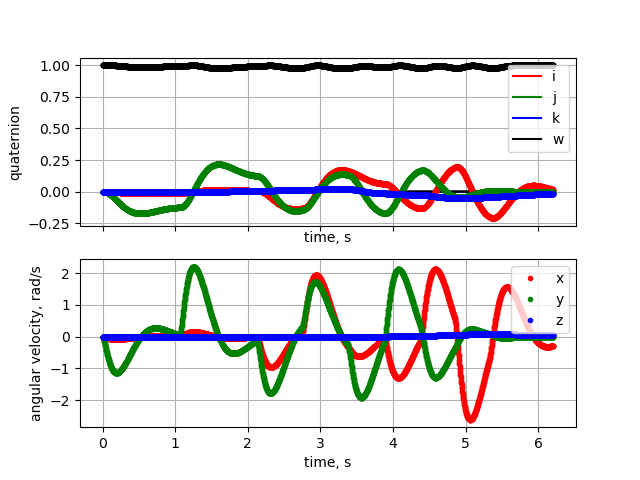 1.00
0.75
0.50
0.25
0.00
−0.25
quaternion
i
j
k
w
time, s
2
1
0
−1
−2
angular velocity, rad/s
x
y
z
0 1 2 3 4 5 6
time, s